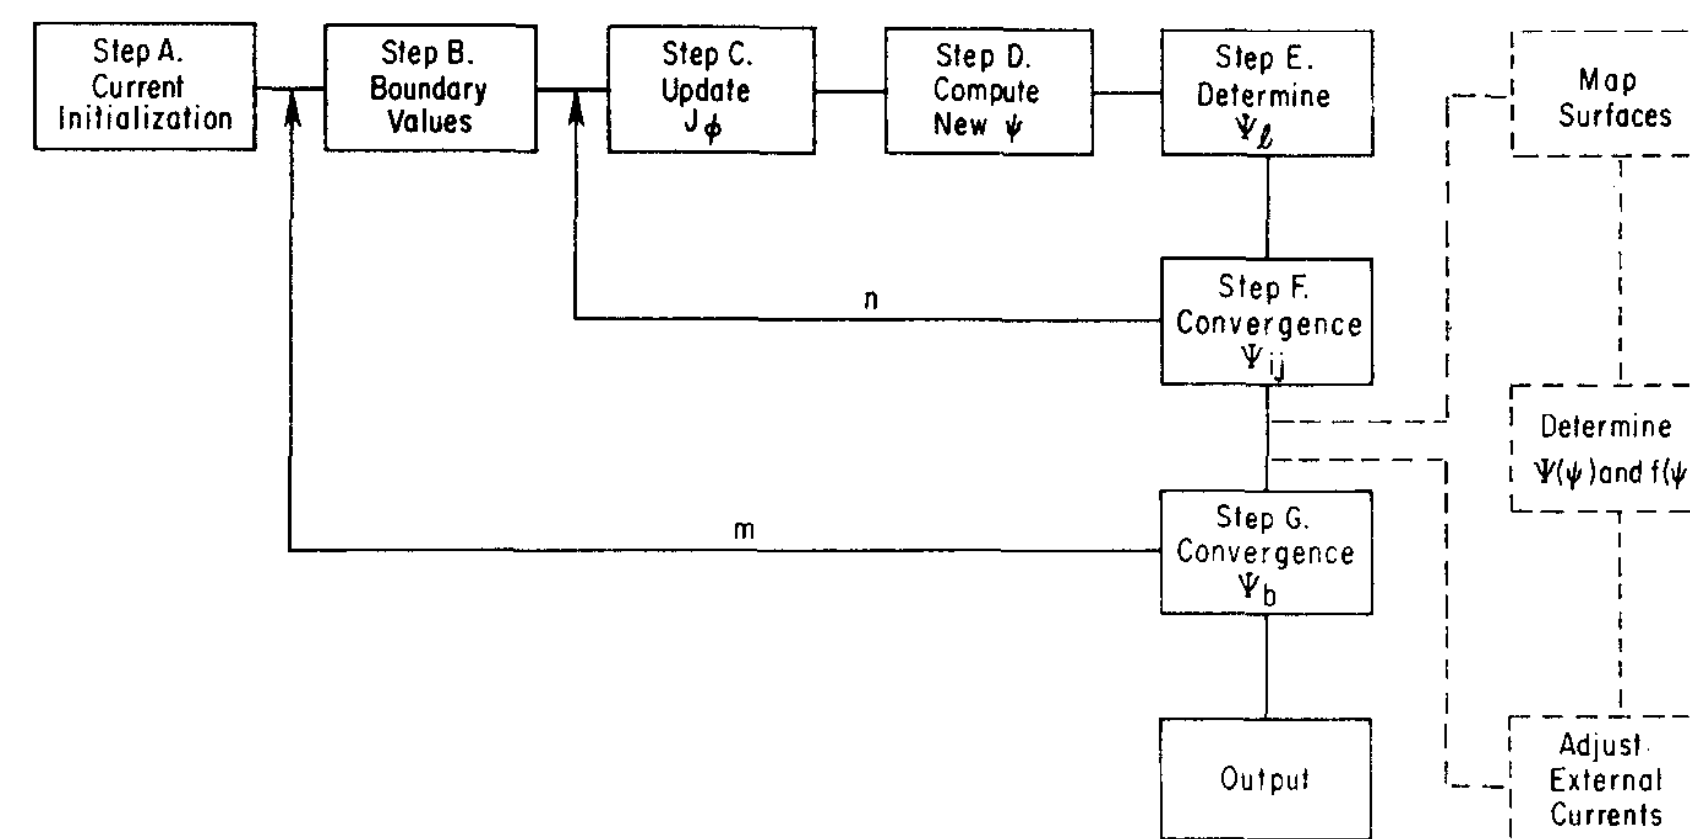 Step A.
Current
Initialization
Step B.
Boundary
Values
Step C.
Update
Jϕ
Step D.
Compute
New ψ
Step E.
Determine
Ψℓ
Map
Surfaces
Step F.
Convergence
Ψij
n
Determine
Ψ(ψ) and f(ψ
Step G.
Convergence
Ψb
m
Output
Adjust
External
Currents